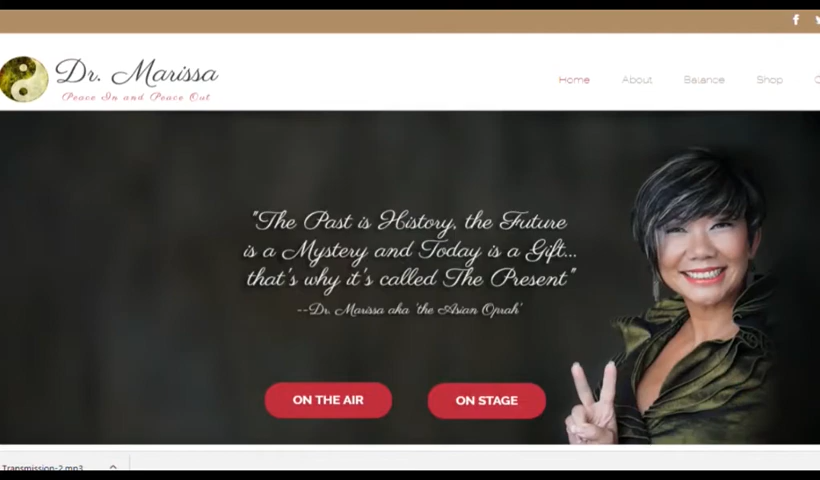 Dr. Marissa
Peace In and Peace Out
Home About Balance Shop
"The Past is History, the Future
is a Mystery and Today is a Gift...
that's why it's called The Present"
--Dr. Marissa aka 'the Asian Oprah'
ON THE AIR ON STAGE
Transmission-2.mp3